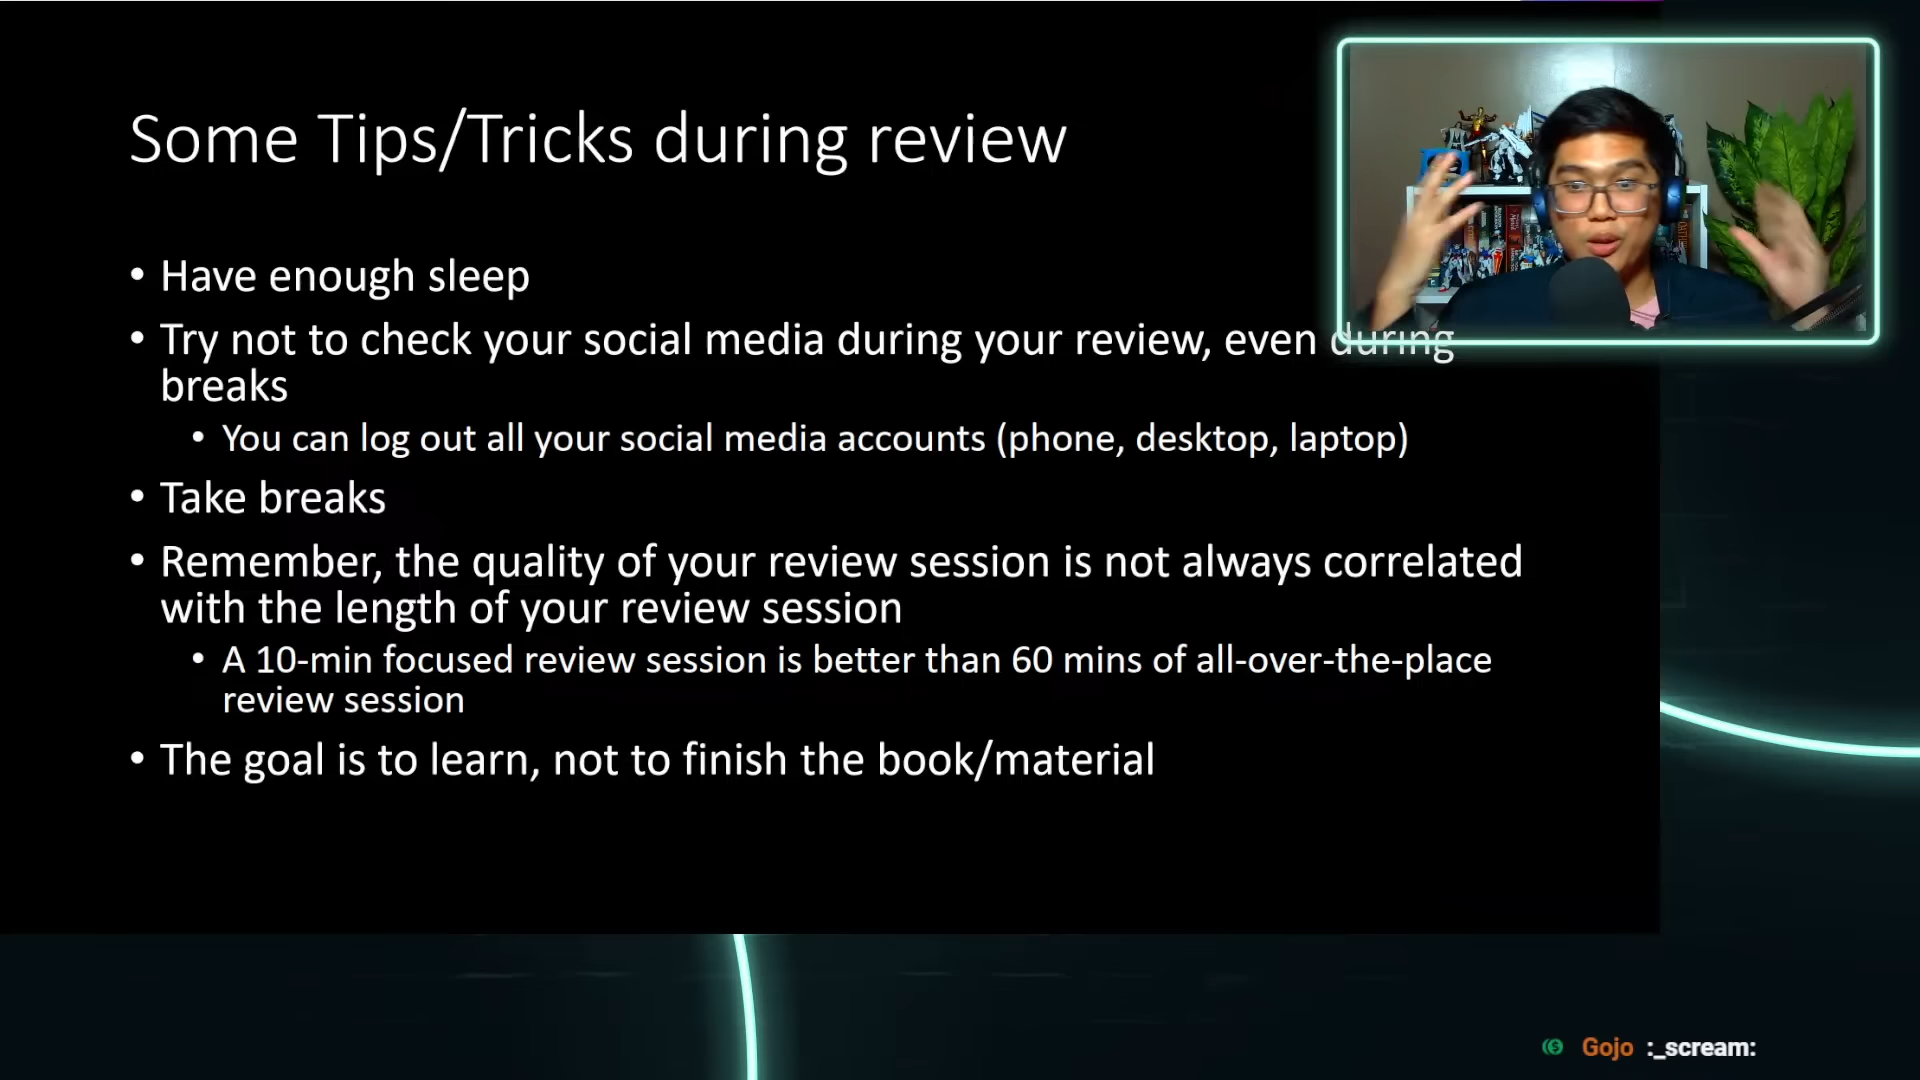 Some Tips/Tricks during review
• Have enough sleep
• Try not to check your social media during your review, even during
breaks
• You can log out all your social media accounts (phone, desktop, laptop)
• Take breaks
• Remember, the quality of your review session is not always correlated
with the length of your review session
• A 10-min focused review session is better than 60 mins of all-over-the-place
review session
• The goal is to learn, not to finish the book/material
Gojo :_scream: